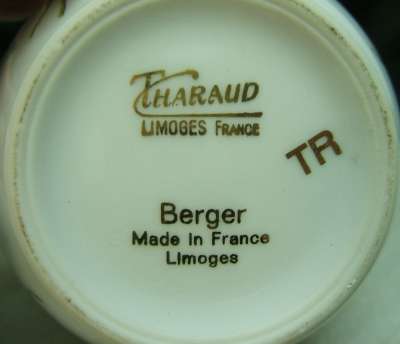 THARAUD
LIMOGES FRANCE
TR
Berger
Made in France
Limoges